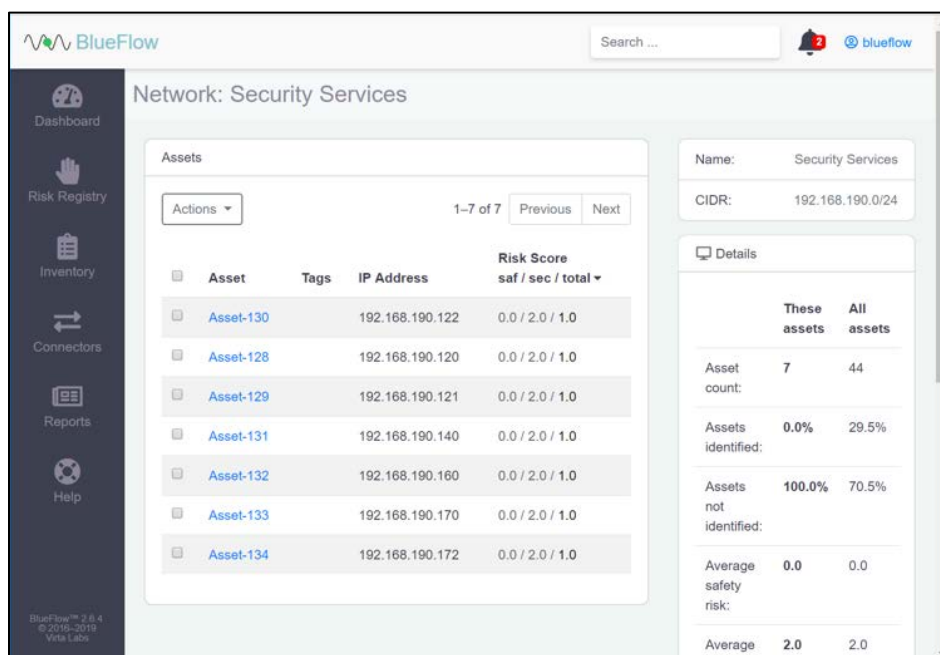 BlueFlow
Search ...
2
blueflow
Dashboard
Risk Registry
Inventory
Connectors
Reports
Help
BlueFlow™ 2.6.4
© 2016–2019
Virta Labs
Network: Security Services
Assets
Actions
1–7 of 7 Previous Next
Asset Tags IP Address Risk Score
saf / sec / total
Asset-130 192.168.190.122 0.0 / 2.0 / 1.0
Asset-128 192.168.190.120 0.0 / 2.0 / 1.0
Asset-129 192.168.190.121 0.0 / 2.0 / 1.0
Asset-131 192.168.190.140 0.0 / 2.0 / 1.0
Asset-132 192.168.190.160 0.0 / 2.0 / 1.0
Asset-133 192.168.190.170 0.0 / 2.0 / 1.0
Asset-134 192.168.190.172 0.0 / 2.0 / 1.0
Name: Security Services
CIDR: 192.168.190.0/24
Details
These All
assets assets
Asset 7 44
count:
Assets 0.0% 29.5%
identified:
Assets 100.0% 70.5%
not
identified:
Average 0.0 0.0
safety
risk:
Average 2.0 2.0